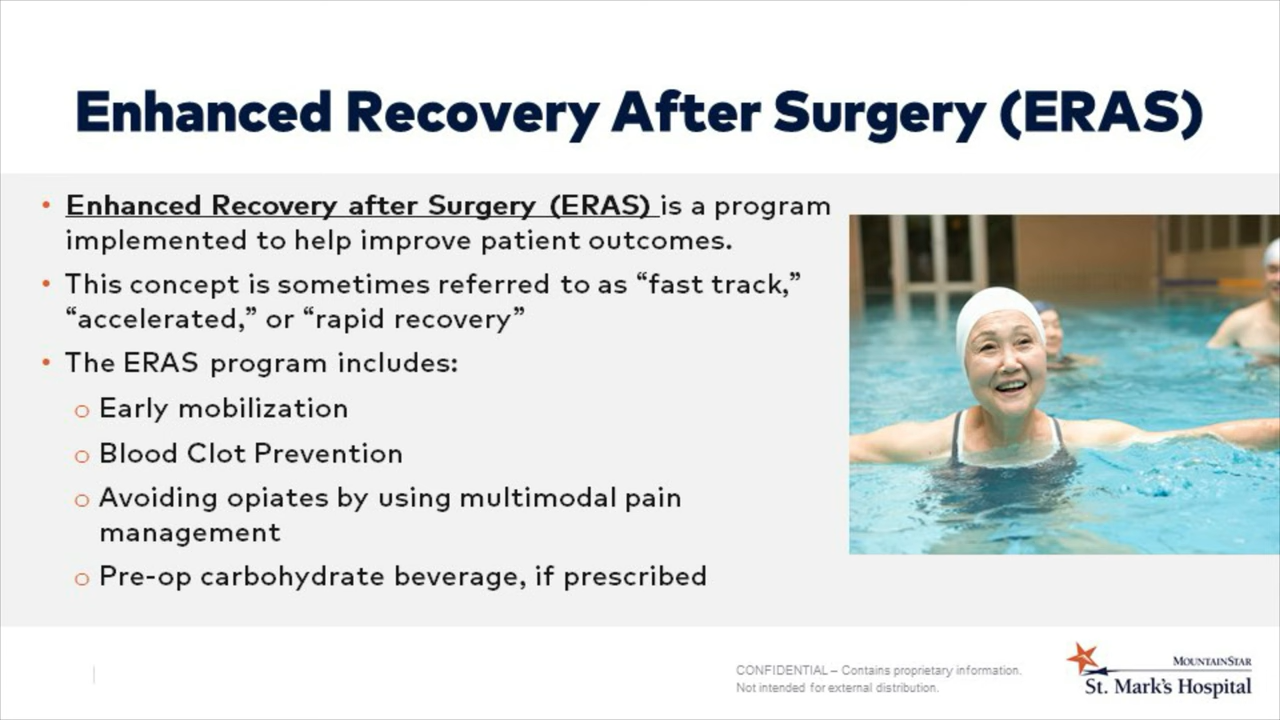 Enhanced Recovery After Surgery (ERAS)
• Enhanced Recovery after Surgery (ERAS) is a program
implemented to help improve patient outcomes.
• This concept is sometimes referred to as “fast track,”
“accelerated,” or “rapid recovery”
• The ERAS program includes:
o Early mobilization
o Blood Clot Prevention
o Avoiding opiates by using multimodal pain
management
o Pre-op carbohydrate beverage, if prescribed
CONFIDENTIAL – Contains proprietary information.
Not intended for external distribution.
MOUNTAINSTAR
St. Mark's Hospital